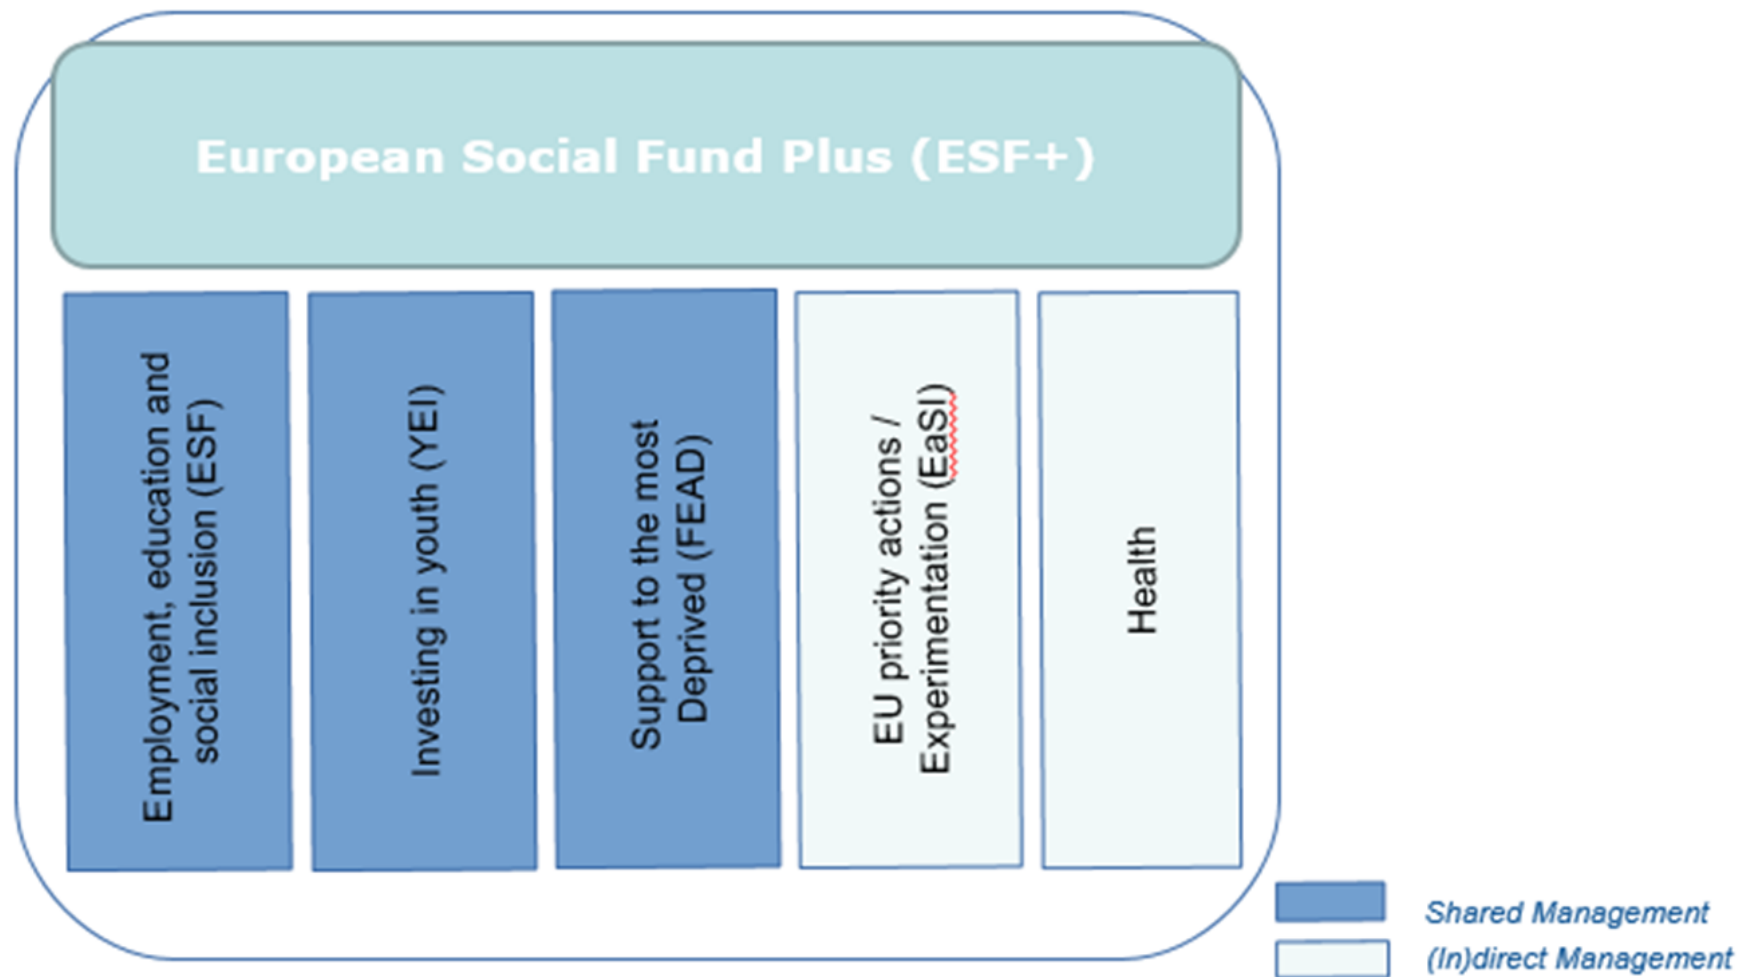 European Social Fund Plus (ESF+)
Employment, education and
social inclusion (ESF)
Investing in youth (YEI)
Support to the most
Deprived (FEAD)
EU priority actions /
Experimentation (EaSI)
Health
Shared Management
(In)direct Management